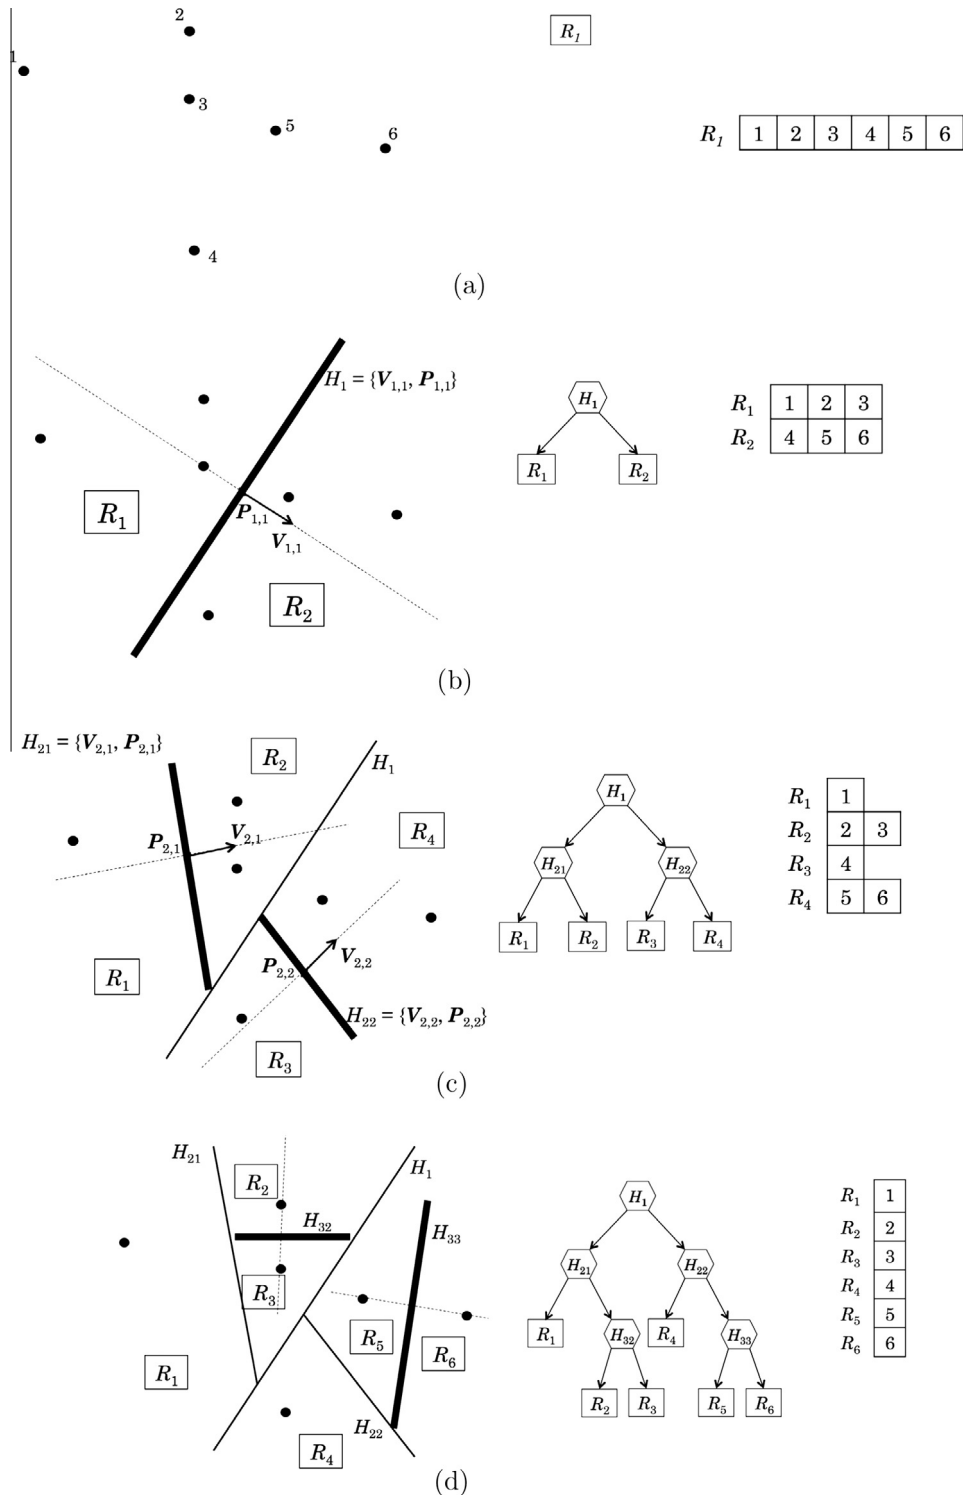 2
1
R1
3
5
6
R1 1 2 3 4 5 6
4
(a)
H1 = {V1,1, P1,1}
H1
R1 1 2 3
R2 4 5 6
R1 R2
R1
P1,1
V1,1
R2
(b)
H21 = {V2,1, P2,1}
R2
H1
H1
R1 1
R2 2 3
R3 4
R4 5 6
P2,1
V2,1
R4
H21 H22
R1 R2 R3 R4
R1
P2,2
V2,2
H22 = {V2,2, P2,2}
R3
(c)
H21
R2
H1
H32
H33
R3
R5
R6
R1
H22
R4
H1
H21 H22
R1 H32 R4 H33
R2 R3 R5 R6
R1 1
R2 2
R3 3
R4 4
R5 5
R6 6
(d)